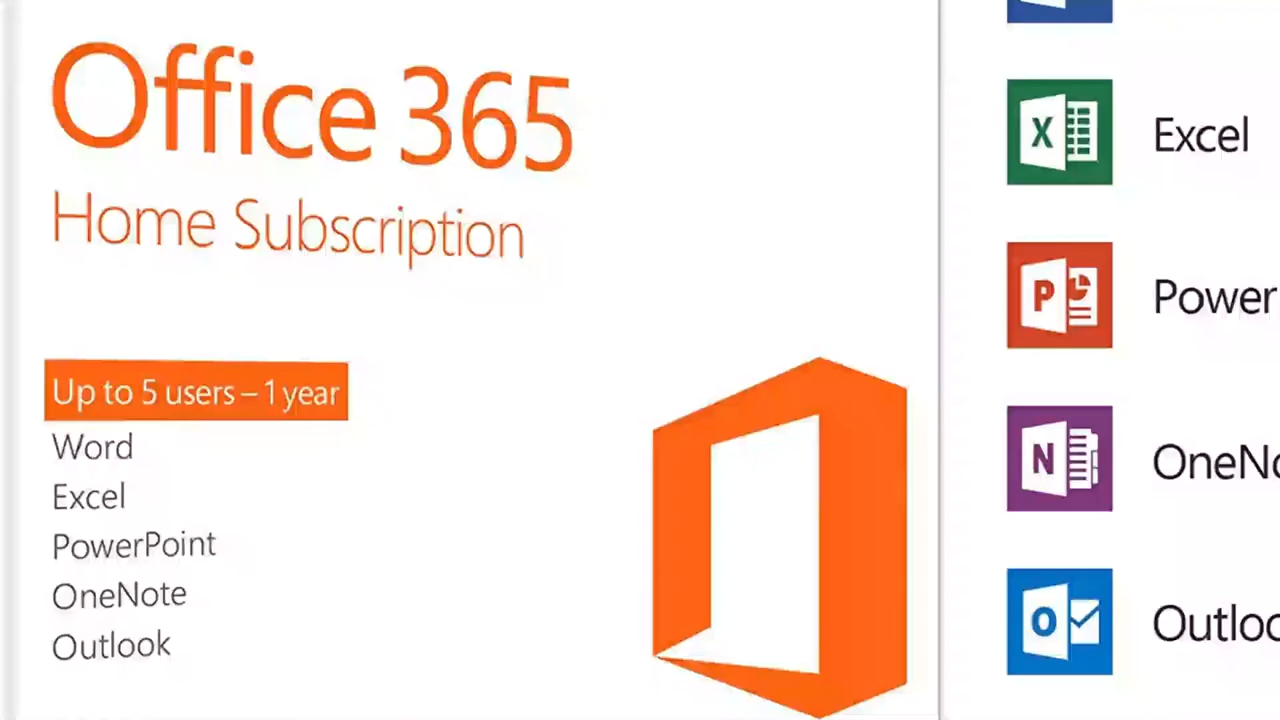 Office 365
Home Subscription
Up to 5 users – 1 year
Word
Excel
PowerPoint
OneNote
Outlook
X
Excel
P
Power
N
OneNo
O
Outloo